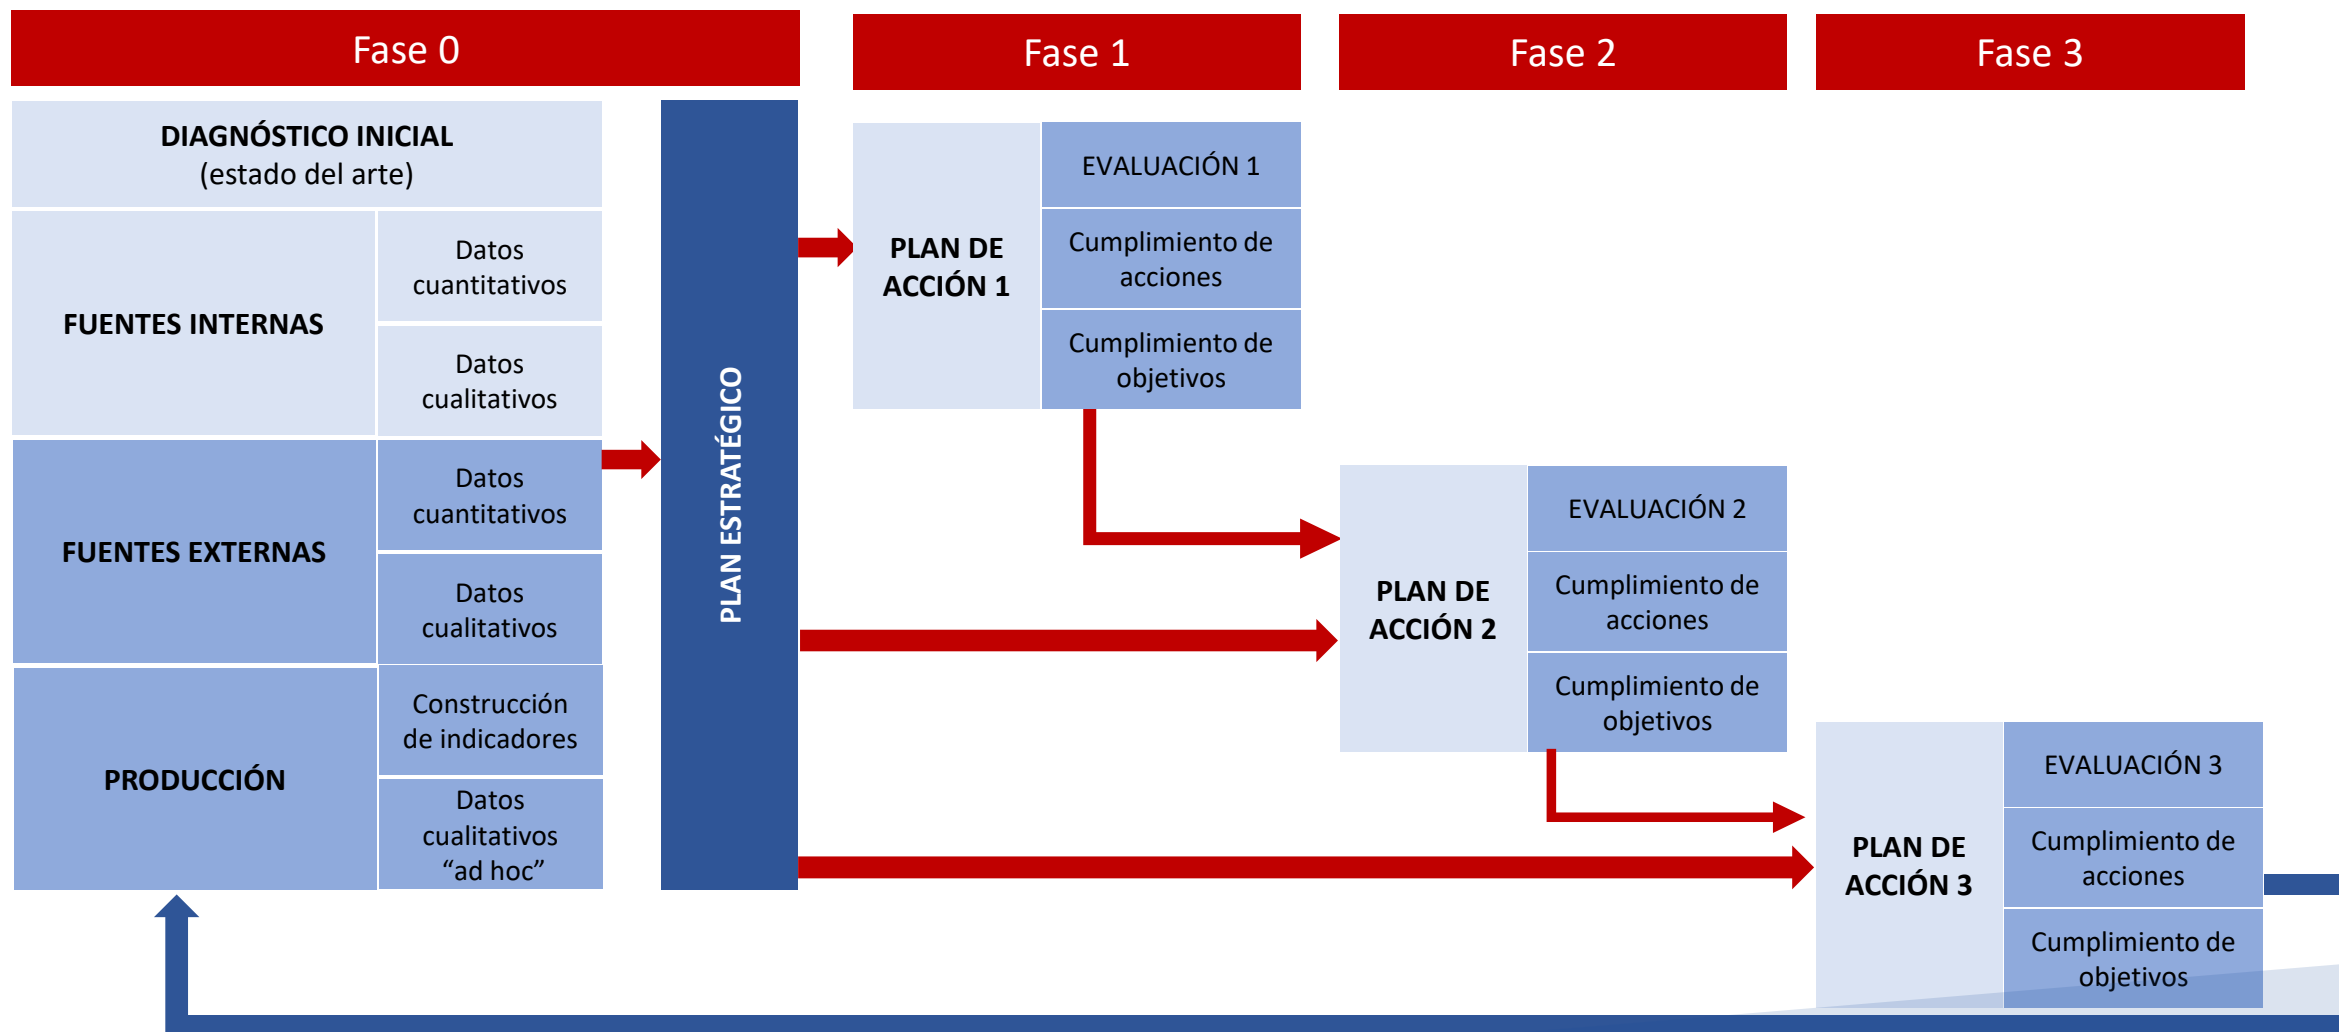 Fase 0
Fase 1
Fase 2
Fase 3
DIAGNÓSTICO INICIAL
(estado del arte)
FUENTES INTERNAS
Datos
cuantitativos
Datos
cualitativos
FUENTES EXTERNAS
Datos
cuantitativos
Datos
cualitativos
PRODUCCIÓN
Construcción
de indicadores
Datos
cualitativos
“ad hoc”
PLAN ESTRATÉGICO
PLAN DE
ACCIÓN 1
EVALUACIÓN 1
Cumplimiento de
acciones
Cumplimiento de
objetivos
PLAN DE
ACCIÓN 2
EVALUACIÓN 2
Cumplimiento de
acciones
Cumplimiento de
objetivos
PLAN DE
ACCIÓN 3
EVALUACIÓN 3
Cumplimiento de
acciones
Cumplimiento de
objetivos